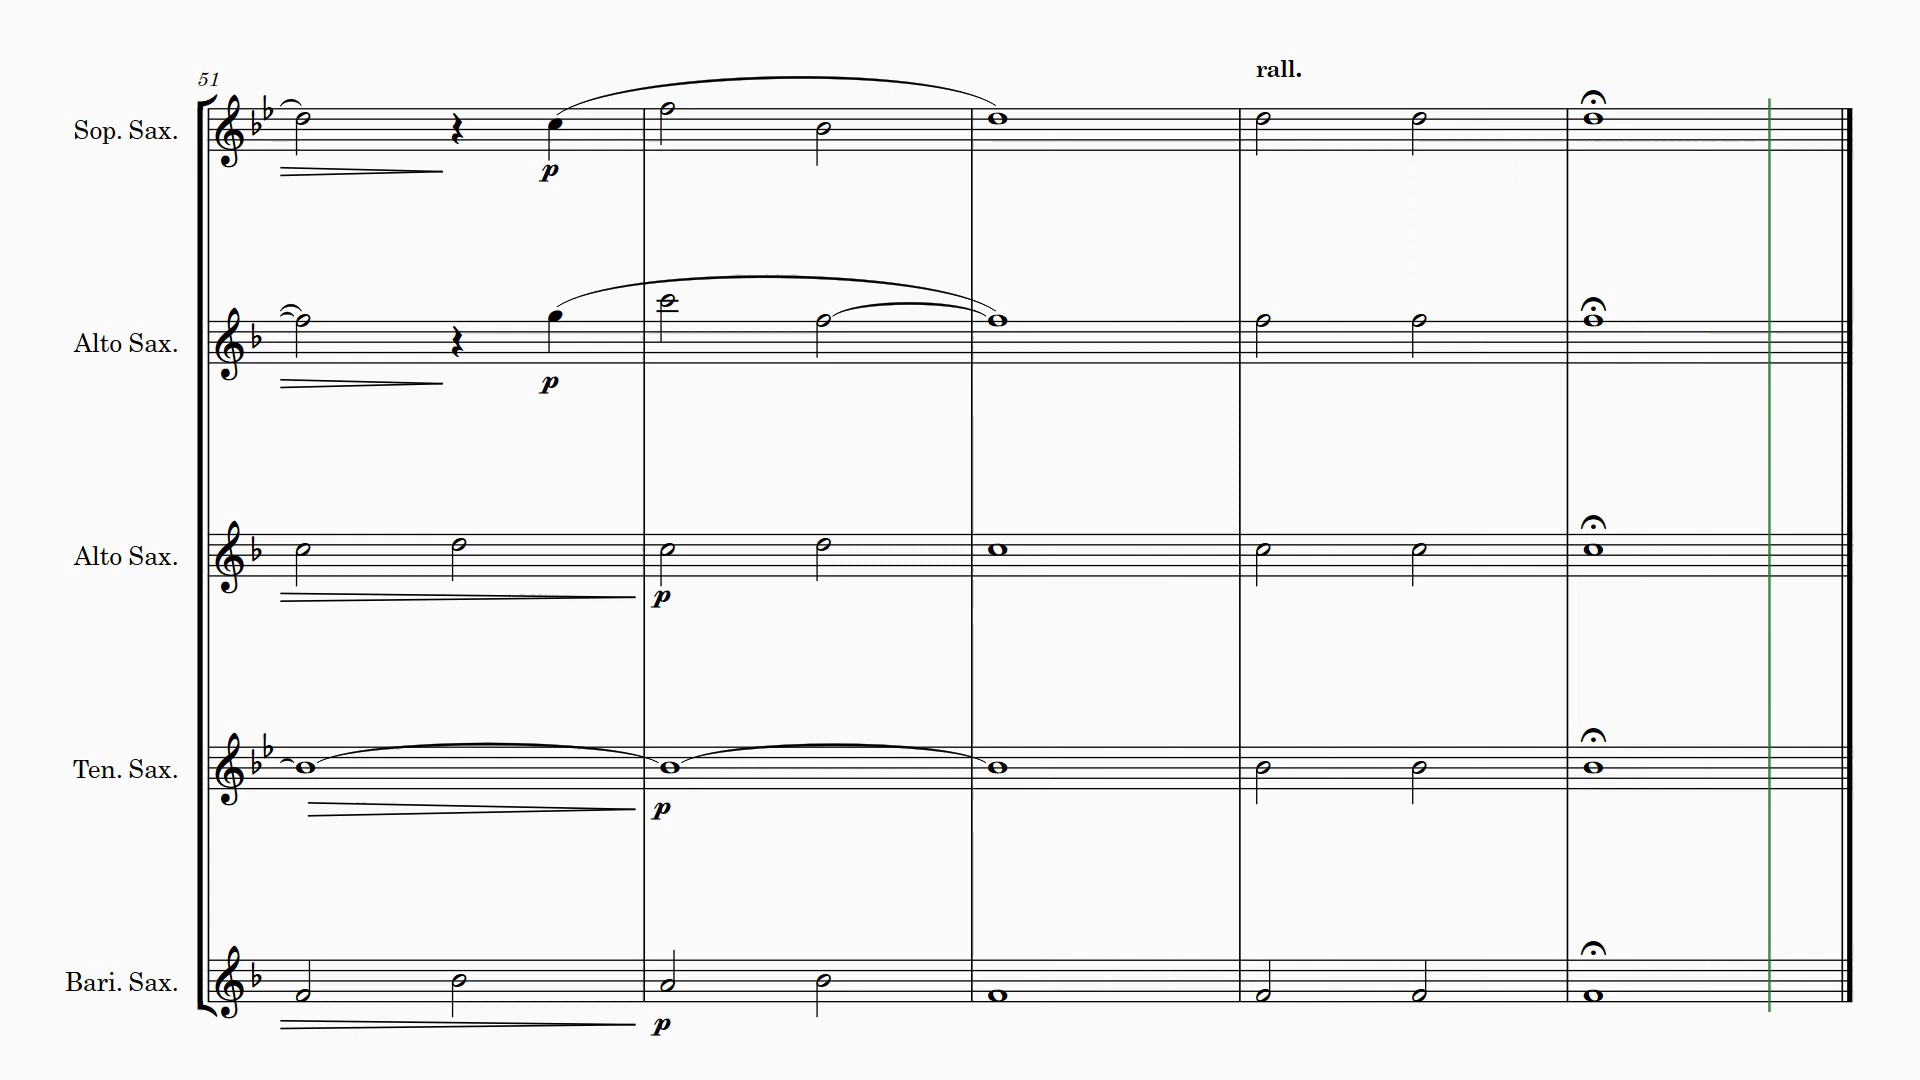 51
rall.
Sop. Sax.
p
Alto Sax.
p
Alto Sax.
p
Ten. Sax.
p
Bari. Sax.
p